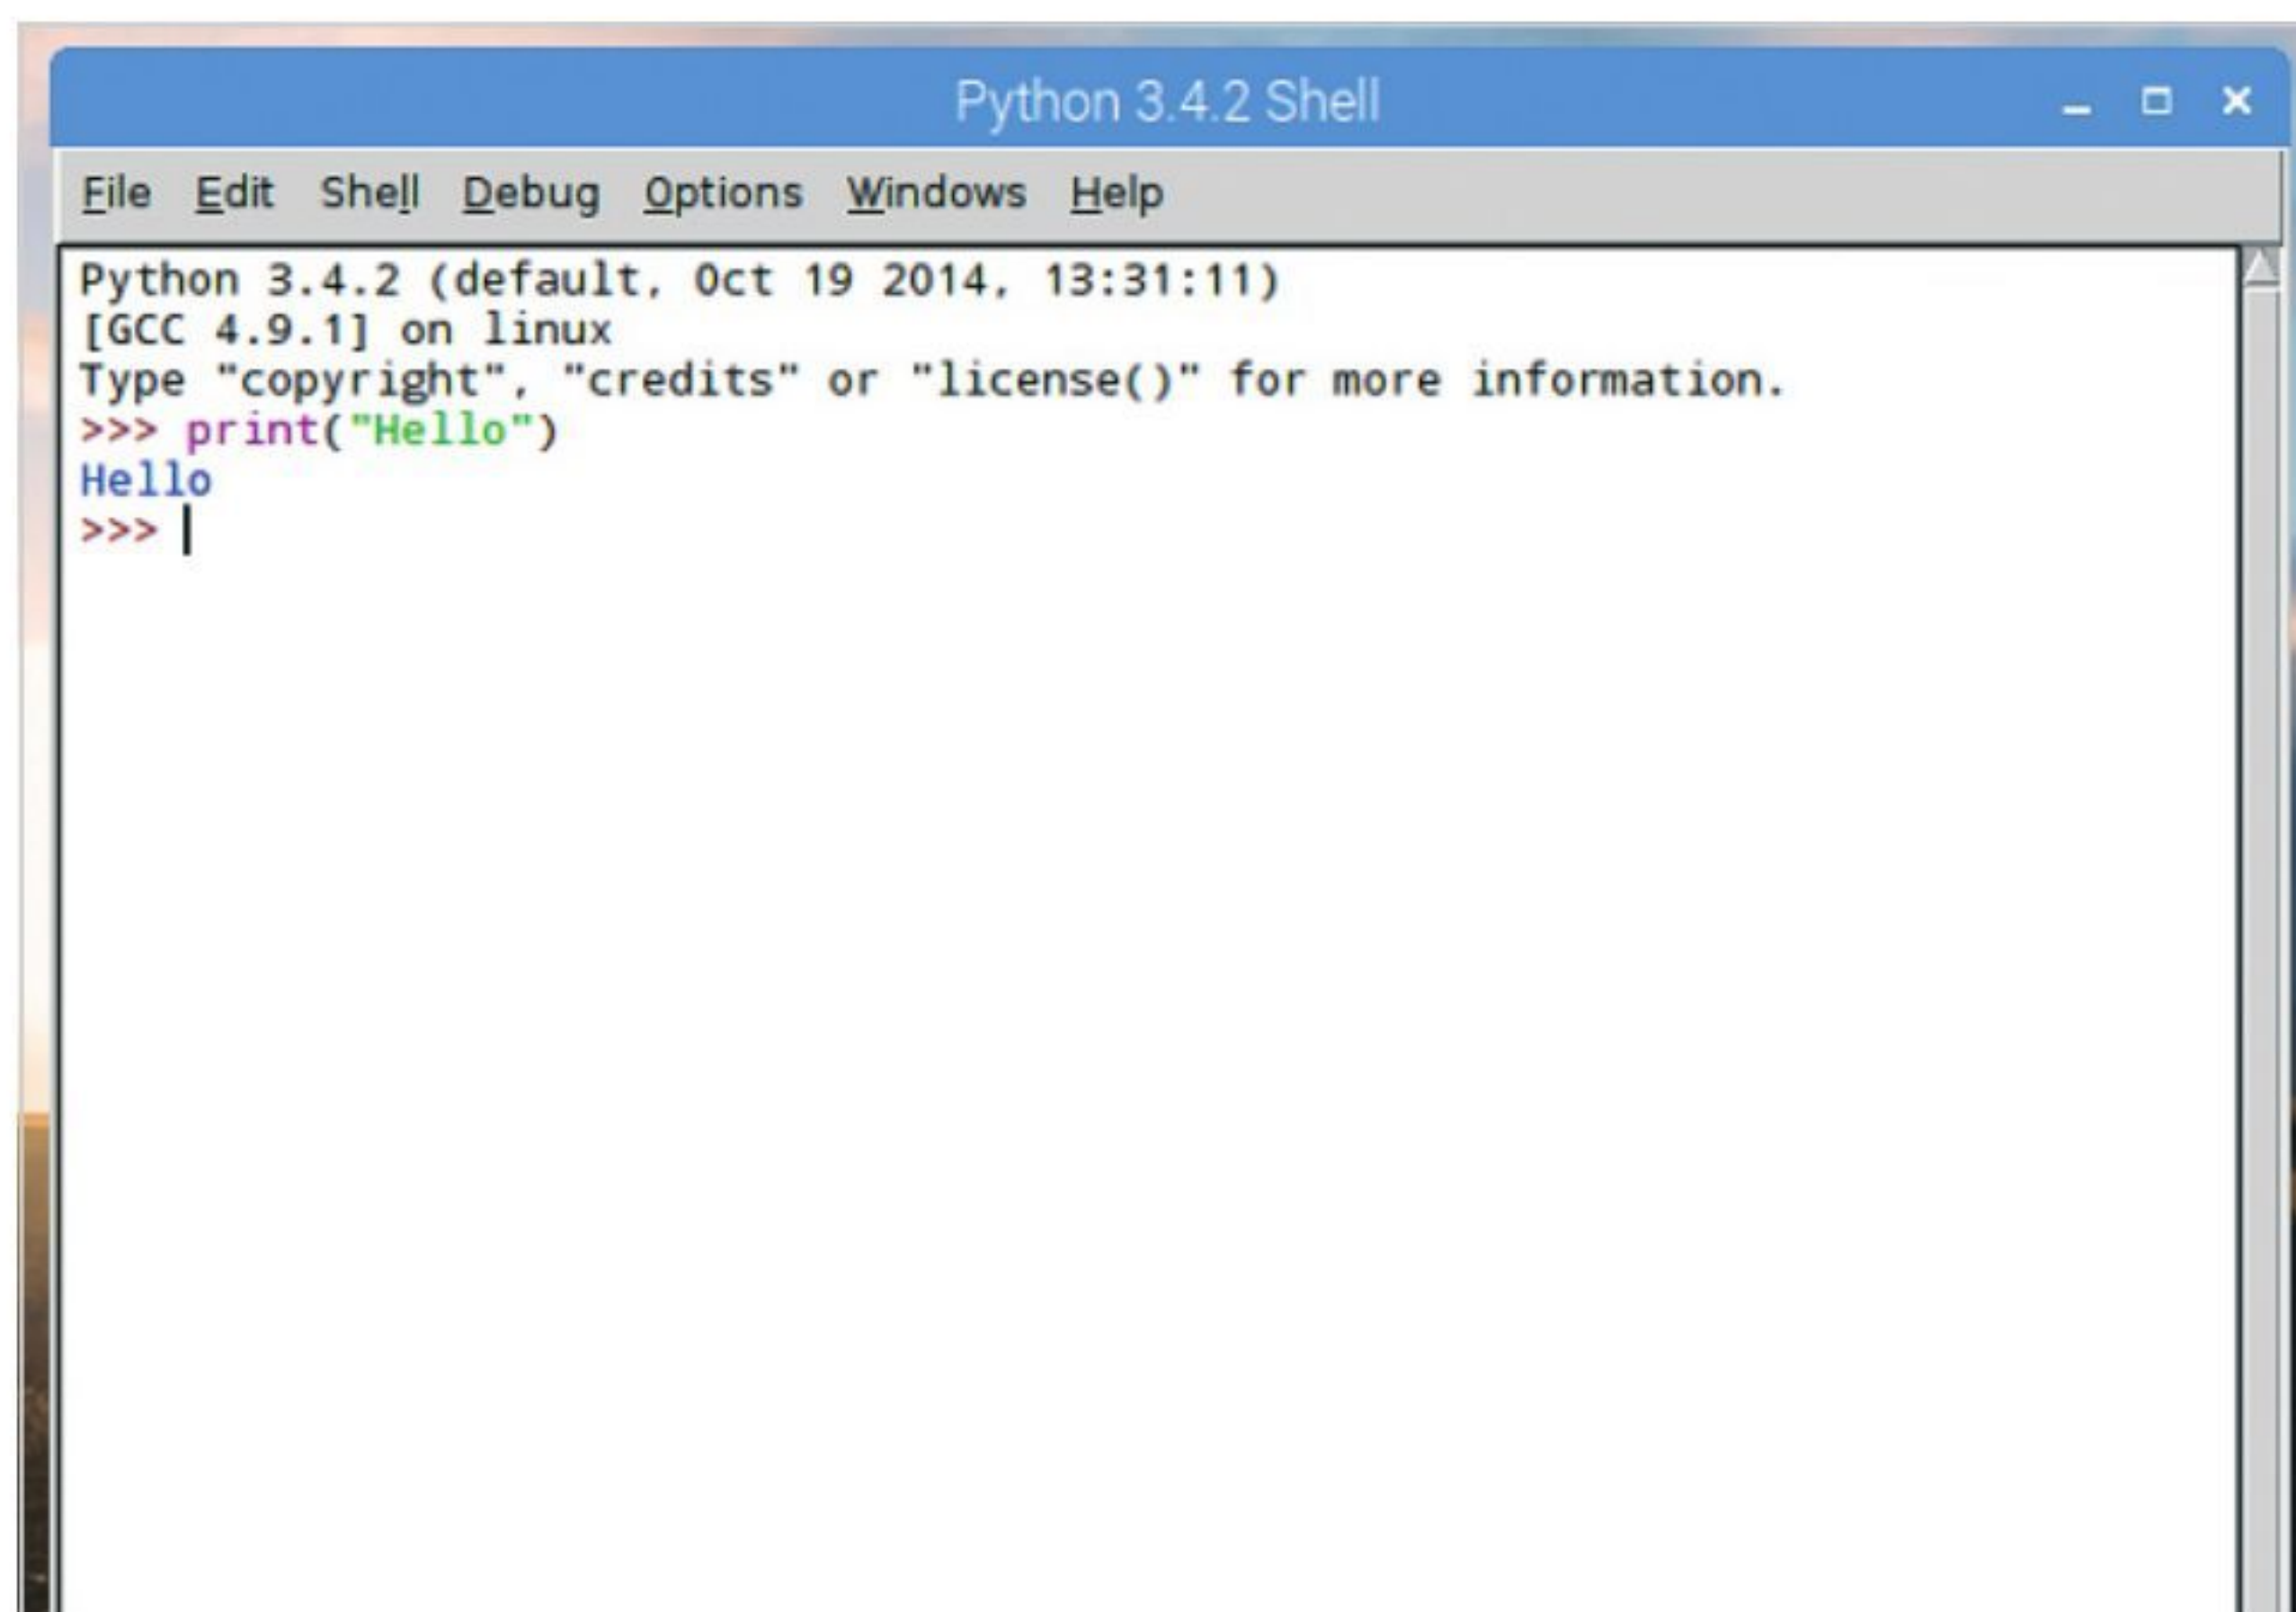 Python 3.4.2 Shell
File Edit Shell Debug Options Windows Help
Python 3.4.2 (default, Oct 19 2014, 13:31:11)
[GCC 4.9.1] on linux
Type "copyright", "credits" or "license()" for more information.
>>> print("Hello")
Hello
>>>